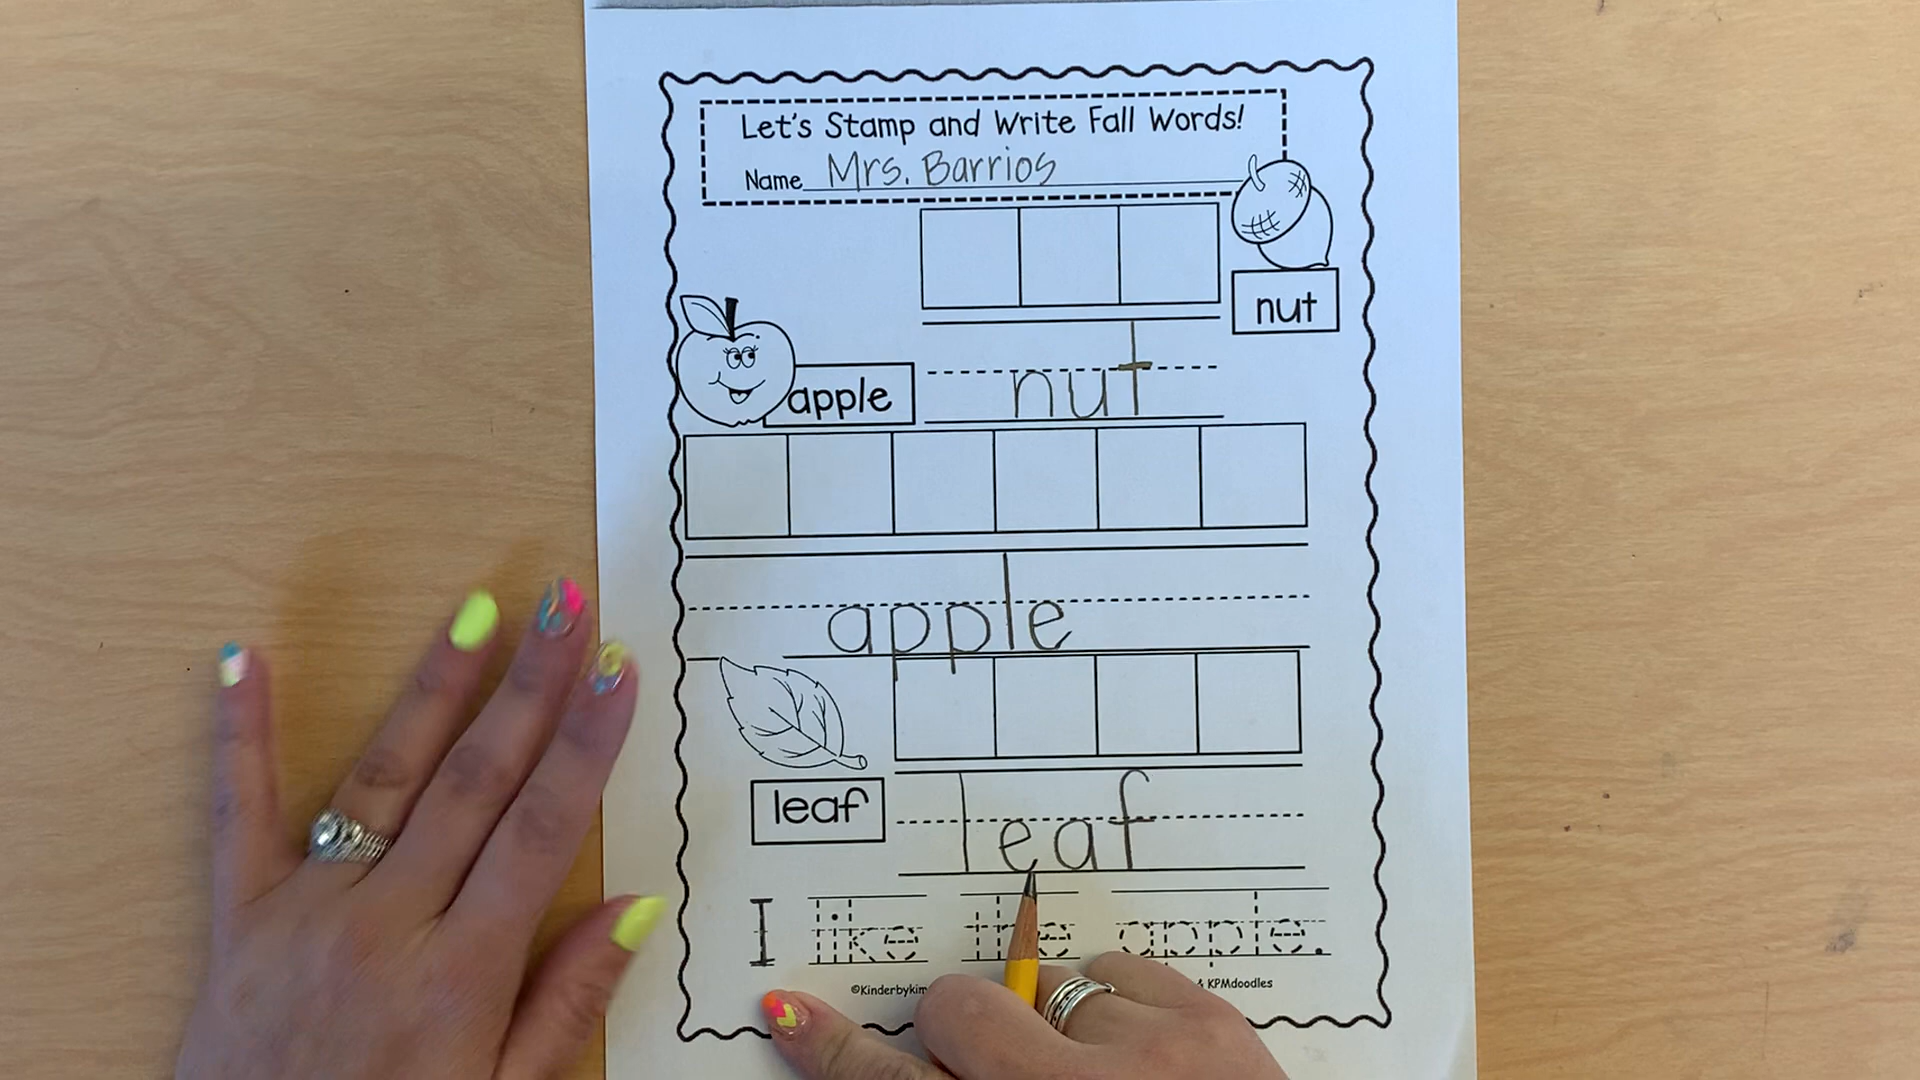 Let's Stamp and Write Fall Words!
Name Mrs. Barrios
nut
apple
nut
apple
leaf
leaf
I like the apple.
©Kinderbykim & KPMdoodles